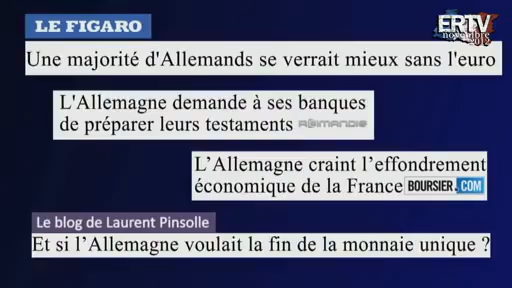 ERTV
novembre
2012
LE FIGARO
Une majorité d'Allemands se verrait mieux sans l'euro
L'Allemagne demande à ses banques
de préparer leurs testaments
L’Allemagne craint l’effondrement
économique de la France BOURSIER.COM
Le blog de Laurent Pinsolle
Et si l’Allemagne voulait la fin de la monnaie unique ?